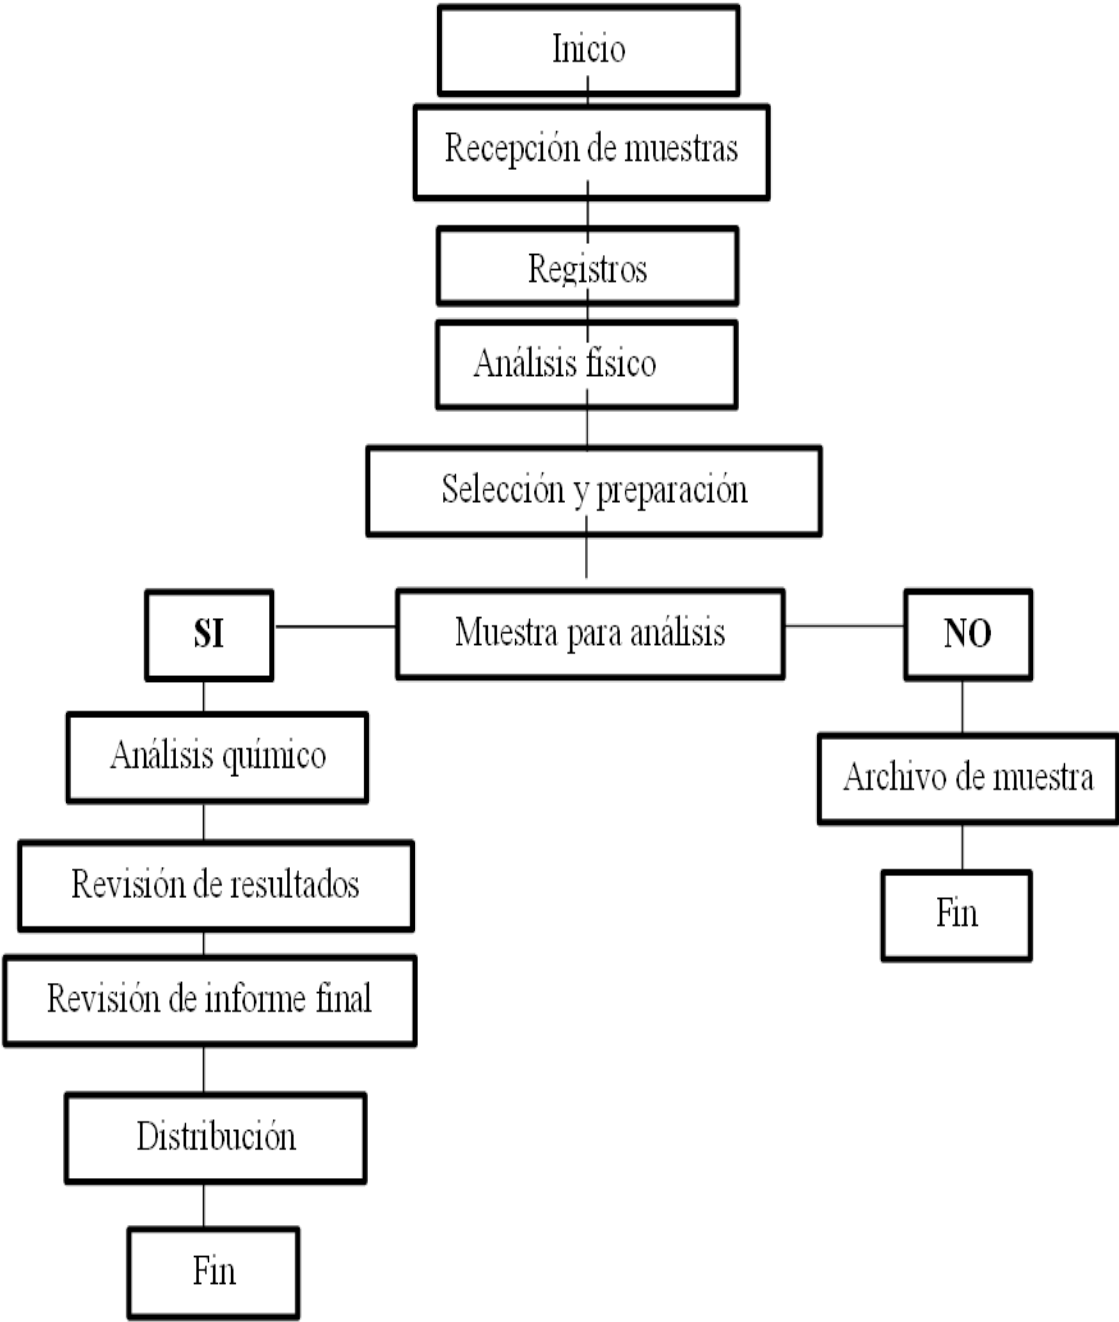 Inicio
Recepción de muestras
Registros
Análisis físico
Selección y preparación
SI
Muestra para análisis
NO
Análisis químico
Archivo de muestra
Revisión de resultados
Fin
Revisión de informe final
Distribución
Fin